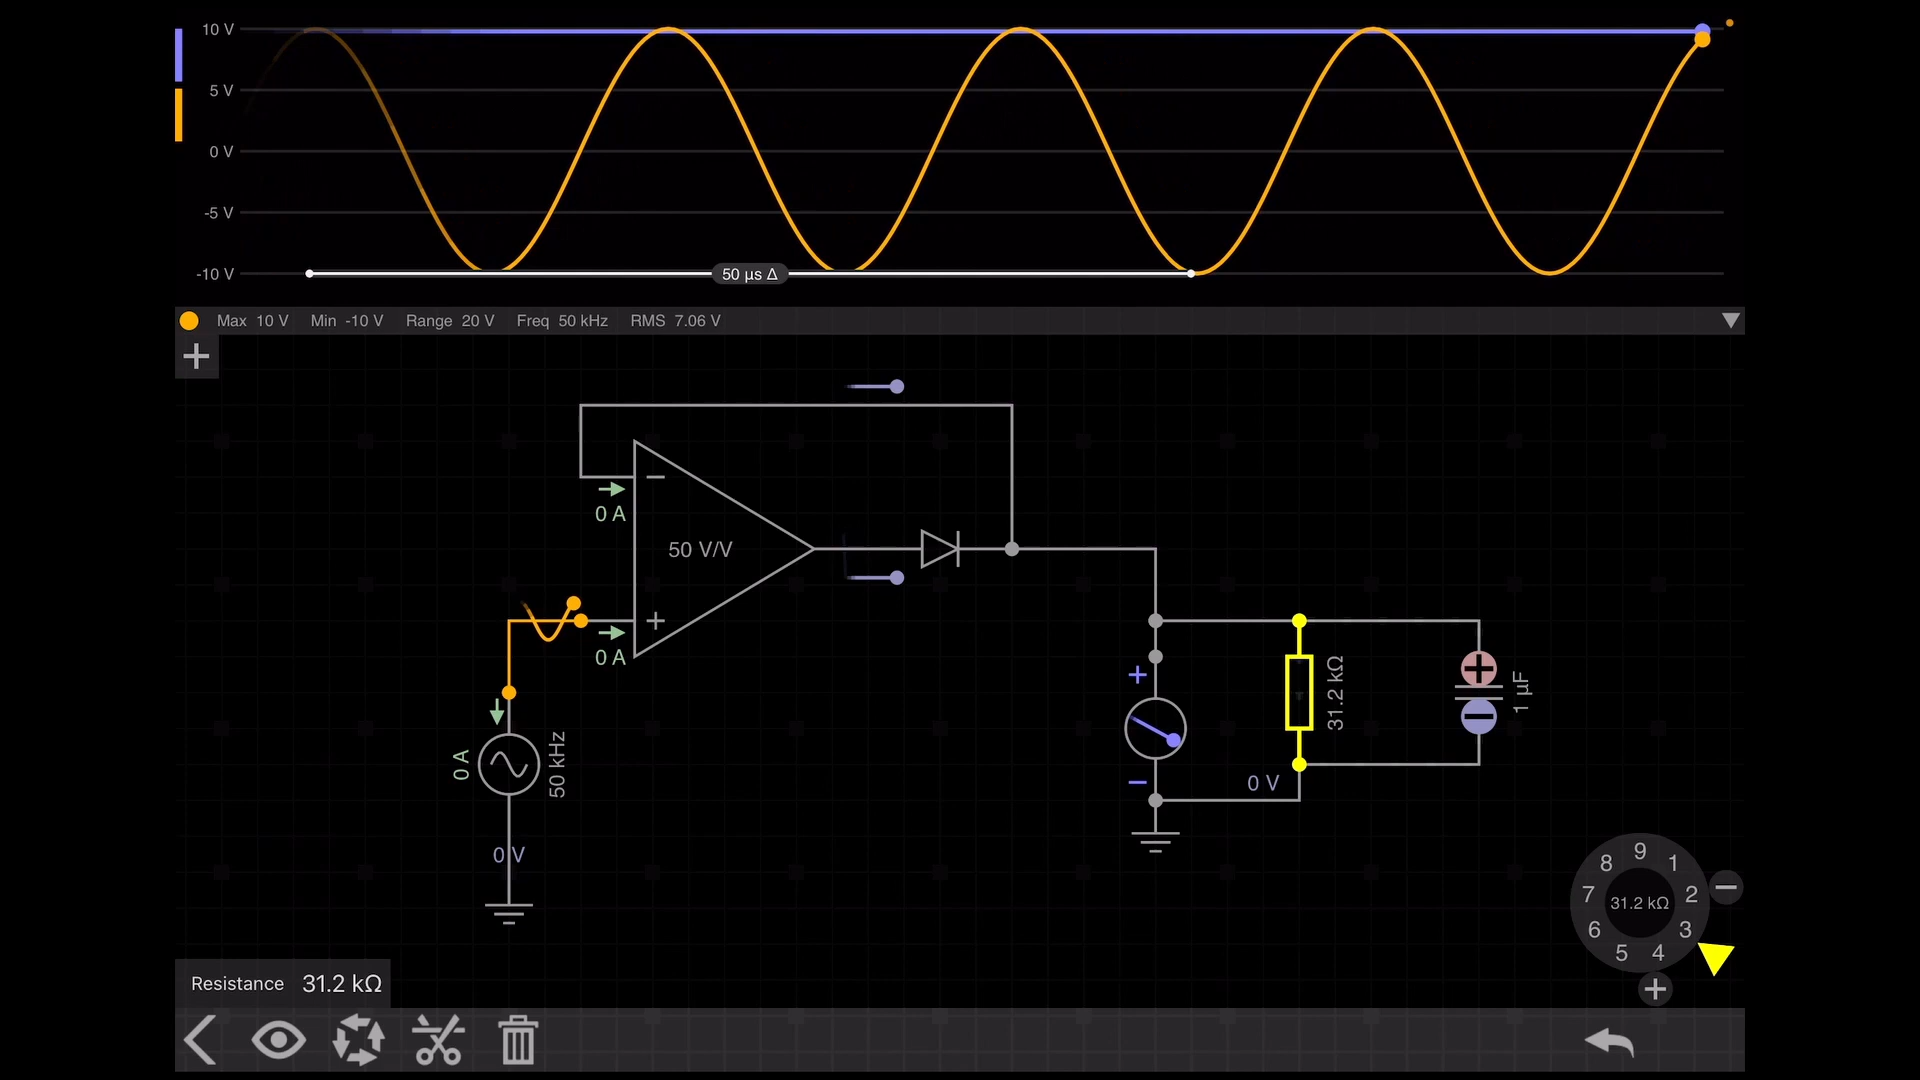 10 V
5 V
0 V
-5 V
-10 V
50 µs Δ
Max 10 V Min -10 V Range 20 V Freq 50 kHz RMS 7.06 V
+
−
0 A
50 V/V
+
0 A
0 A
50 kHz
0 V
+
−
31.2 kΩ
1 µF
0 V
9
8 1
7 31.2 kΩ 2 −
6 3
5 4
+
Resistance 31.2 kΩ